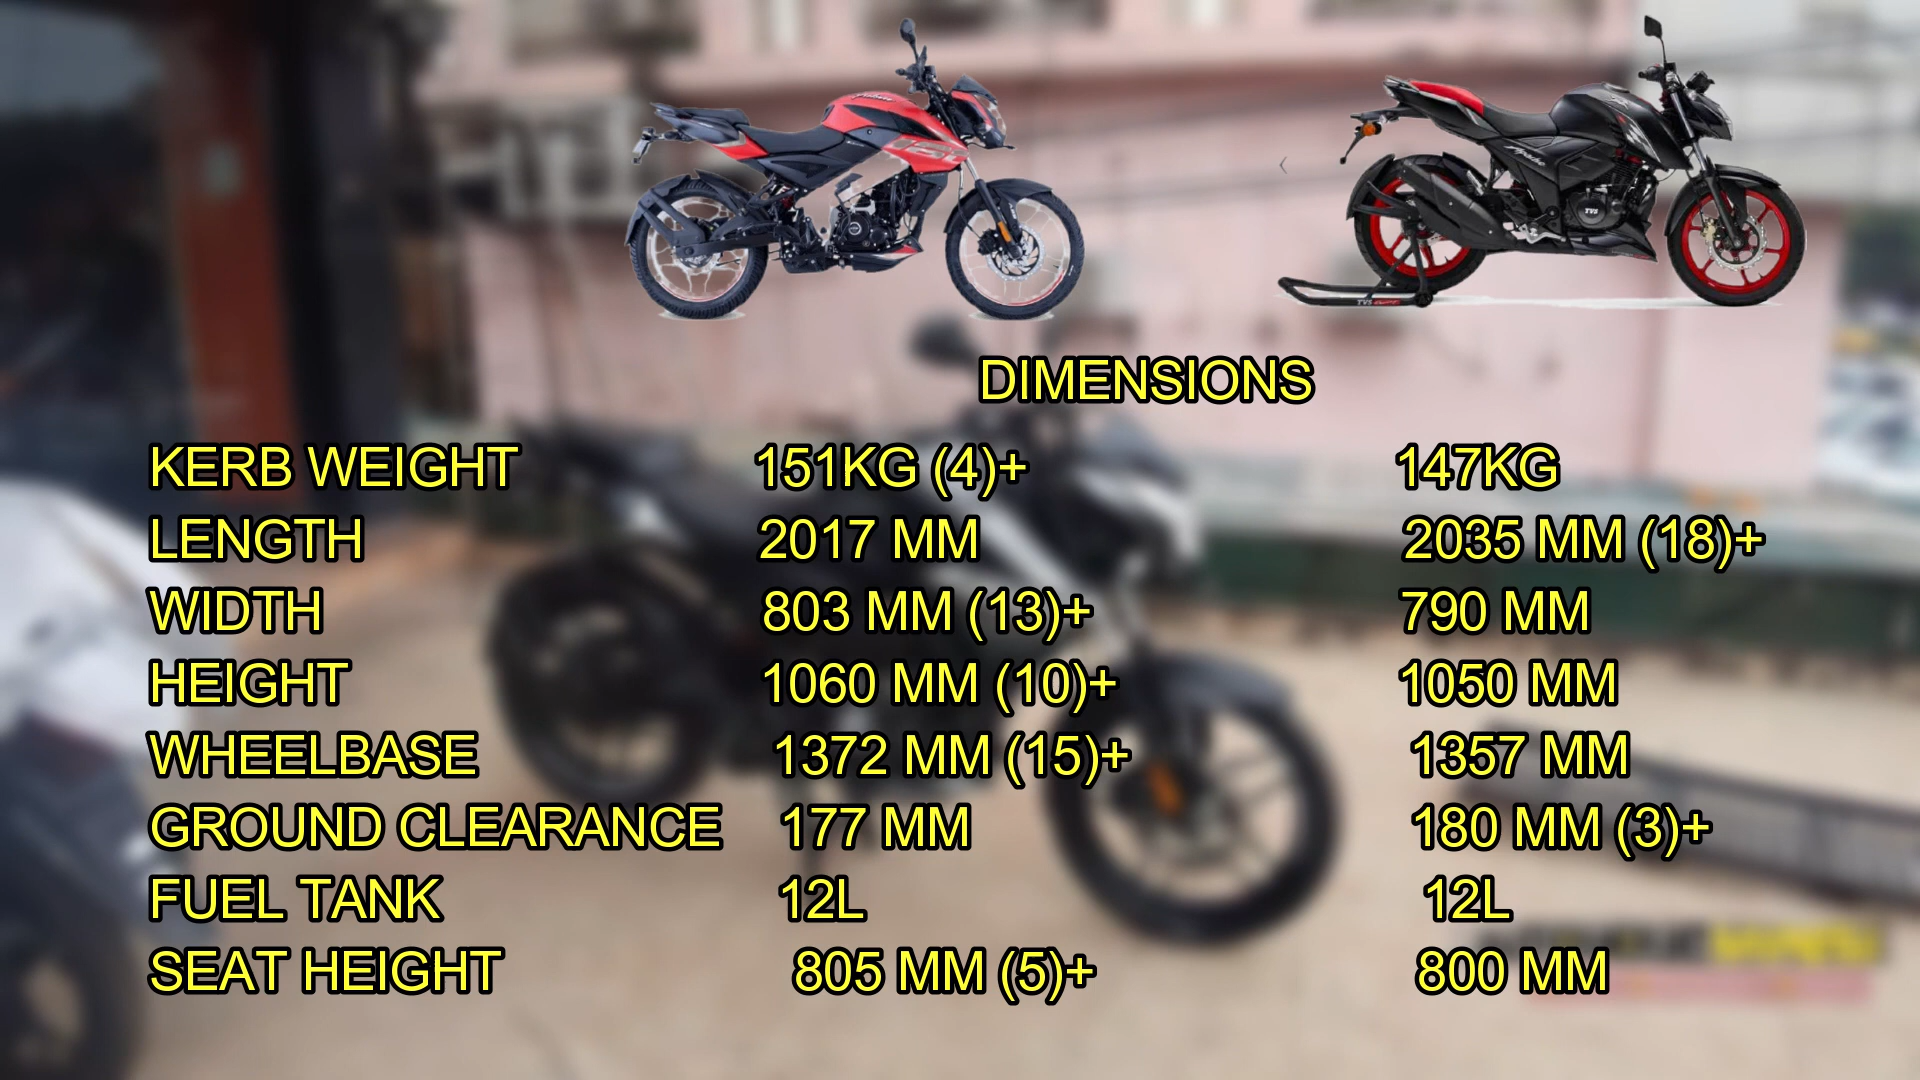 DIMENSIONS
KERB WEIGHT 151KG (4)+ 147KG
LENGTH 2017 MM 2035 MM (18)+
WIDTH 803 MM (13)+ 790 MM
HEIGHT 1060 MM (10)+ 1050 MM
WHEELBASE 1372 MM (15)+ 1357 MM
GROUND CLEARANCE 177 MM 180 MM (3)+
FUEL TANK 12L 12L
SEAT HEIGHT 805 MM (5)+ 800 MM